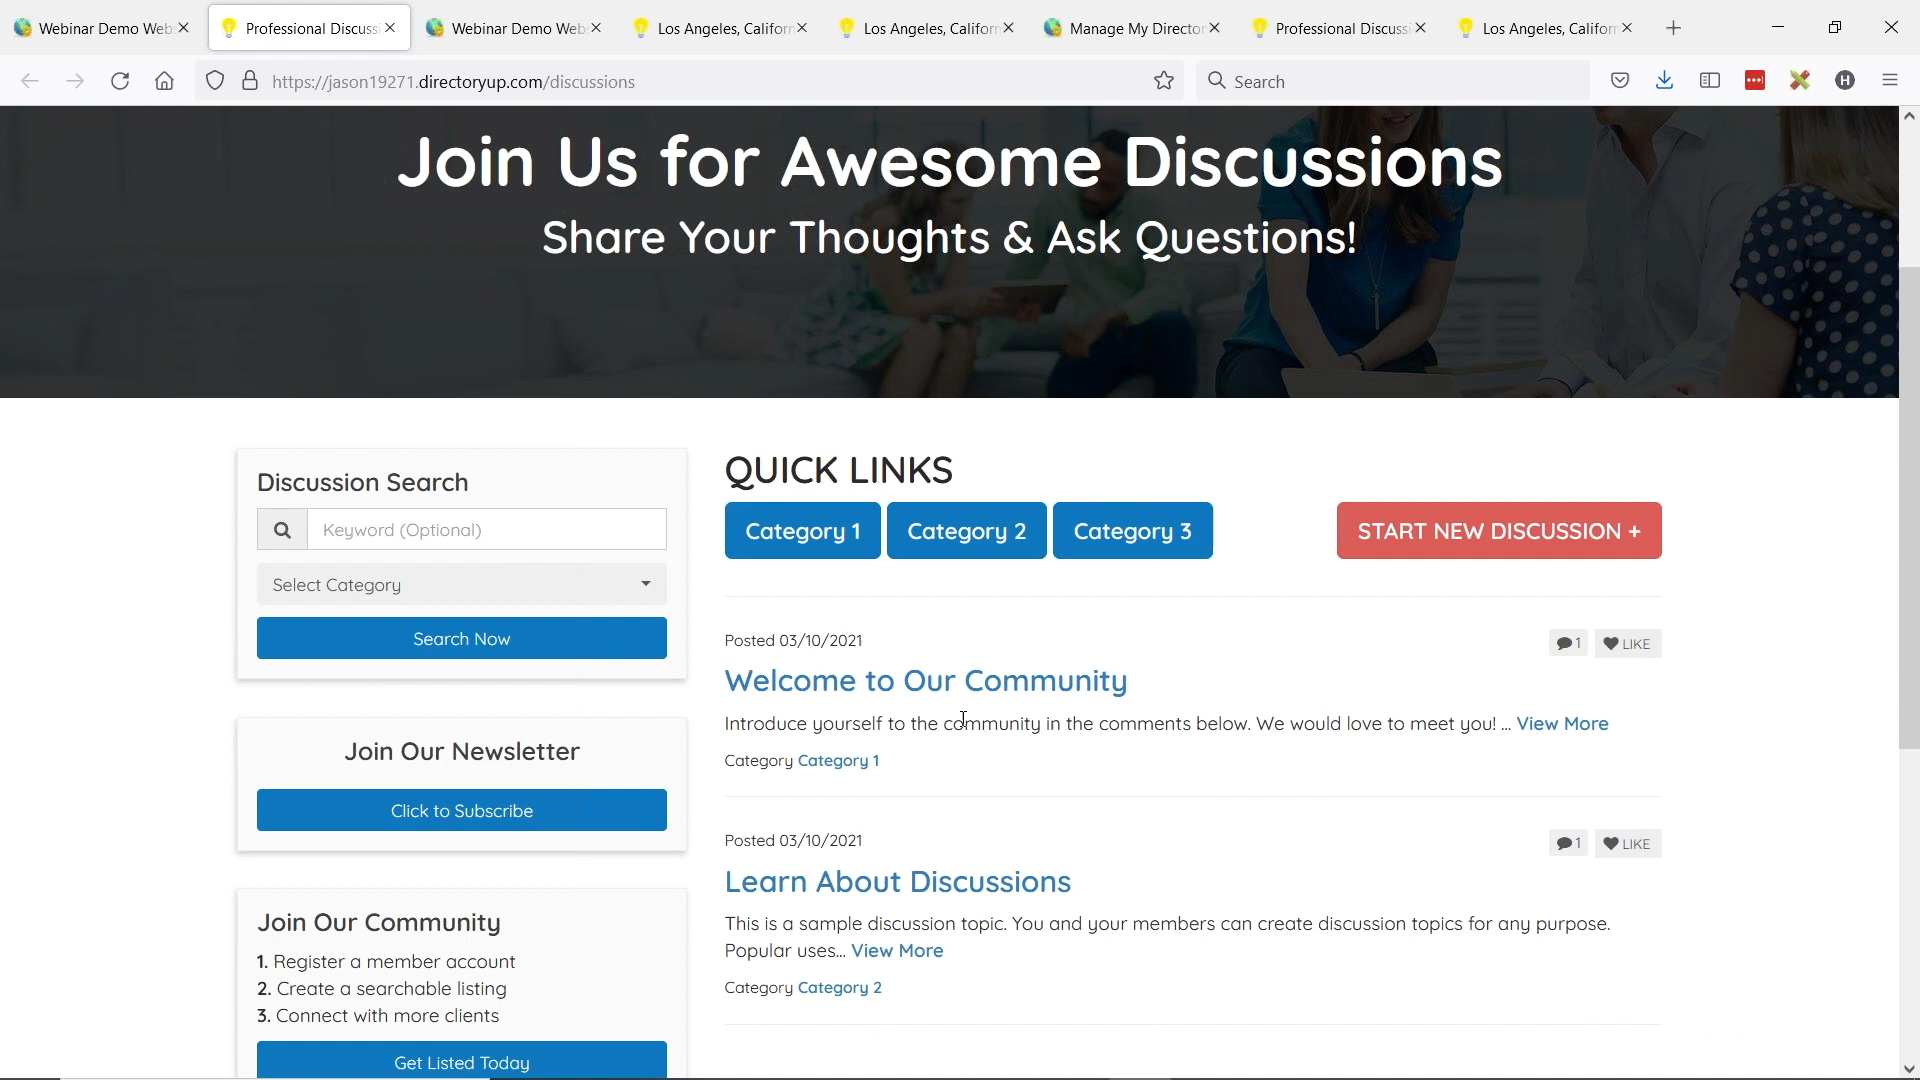 Webinar Demo Web
Professional Discussi
Webinar Demo Web
Los Angeles, Californ
Los Angeles, Californ
Manage My Director
Professional Discussi
Los Angeles, Californ
https://jason19271.directoryup.com/discussions
Search
H
Join Us for Awesome Discussions
Share Your Thoughts & Ask Questions!
Discussion Search
Keyword (Optional)
Select Category
Search Now
Join Our Newsletter
Click to Subscribe
Join Our Community
1. Register a member account
2. Create a searchable listing
3. Connect with more clients
Get Listed Today
QUICK LINKS
Category 1 Category 2 Category 3 START NEW DISCUSSION +
Posted 03/10/2021 1 LIKE
Welcome to Our Community
Introduce yourself to the community in the comments below. We would love to meet you! ... View More
Category Category 1
Posted 03/10/2021 1 LIKE
Learn About Discussions
This is a sample discussion topic. You and your members can create discussion topics for any purpose.
Popular uses... View More
Category Category 2